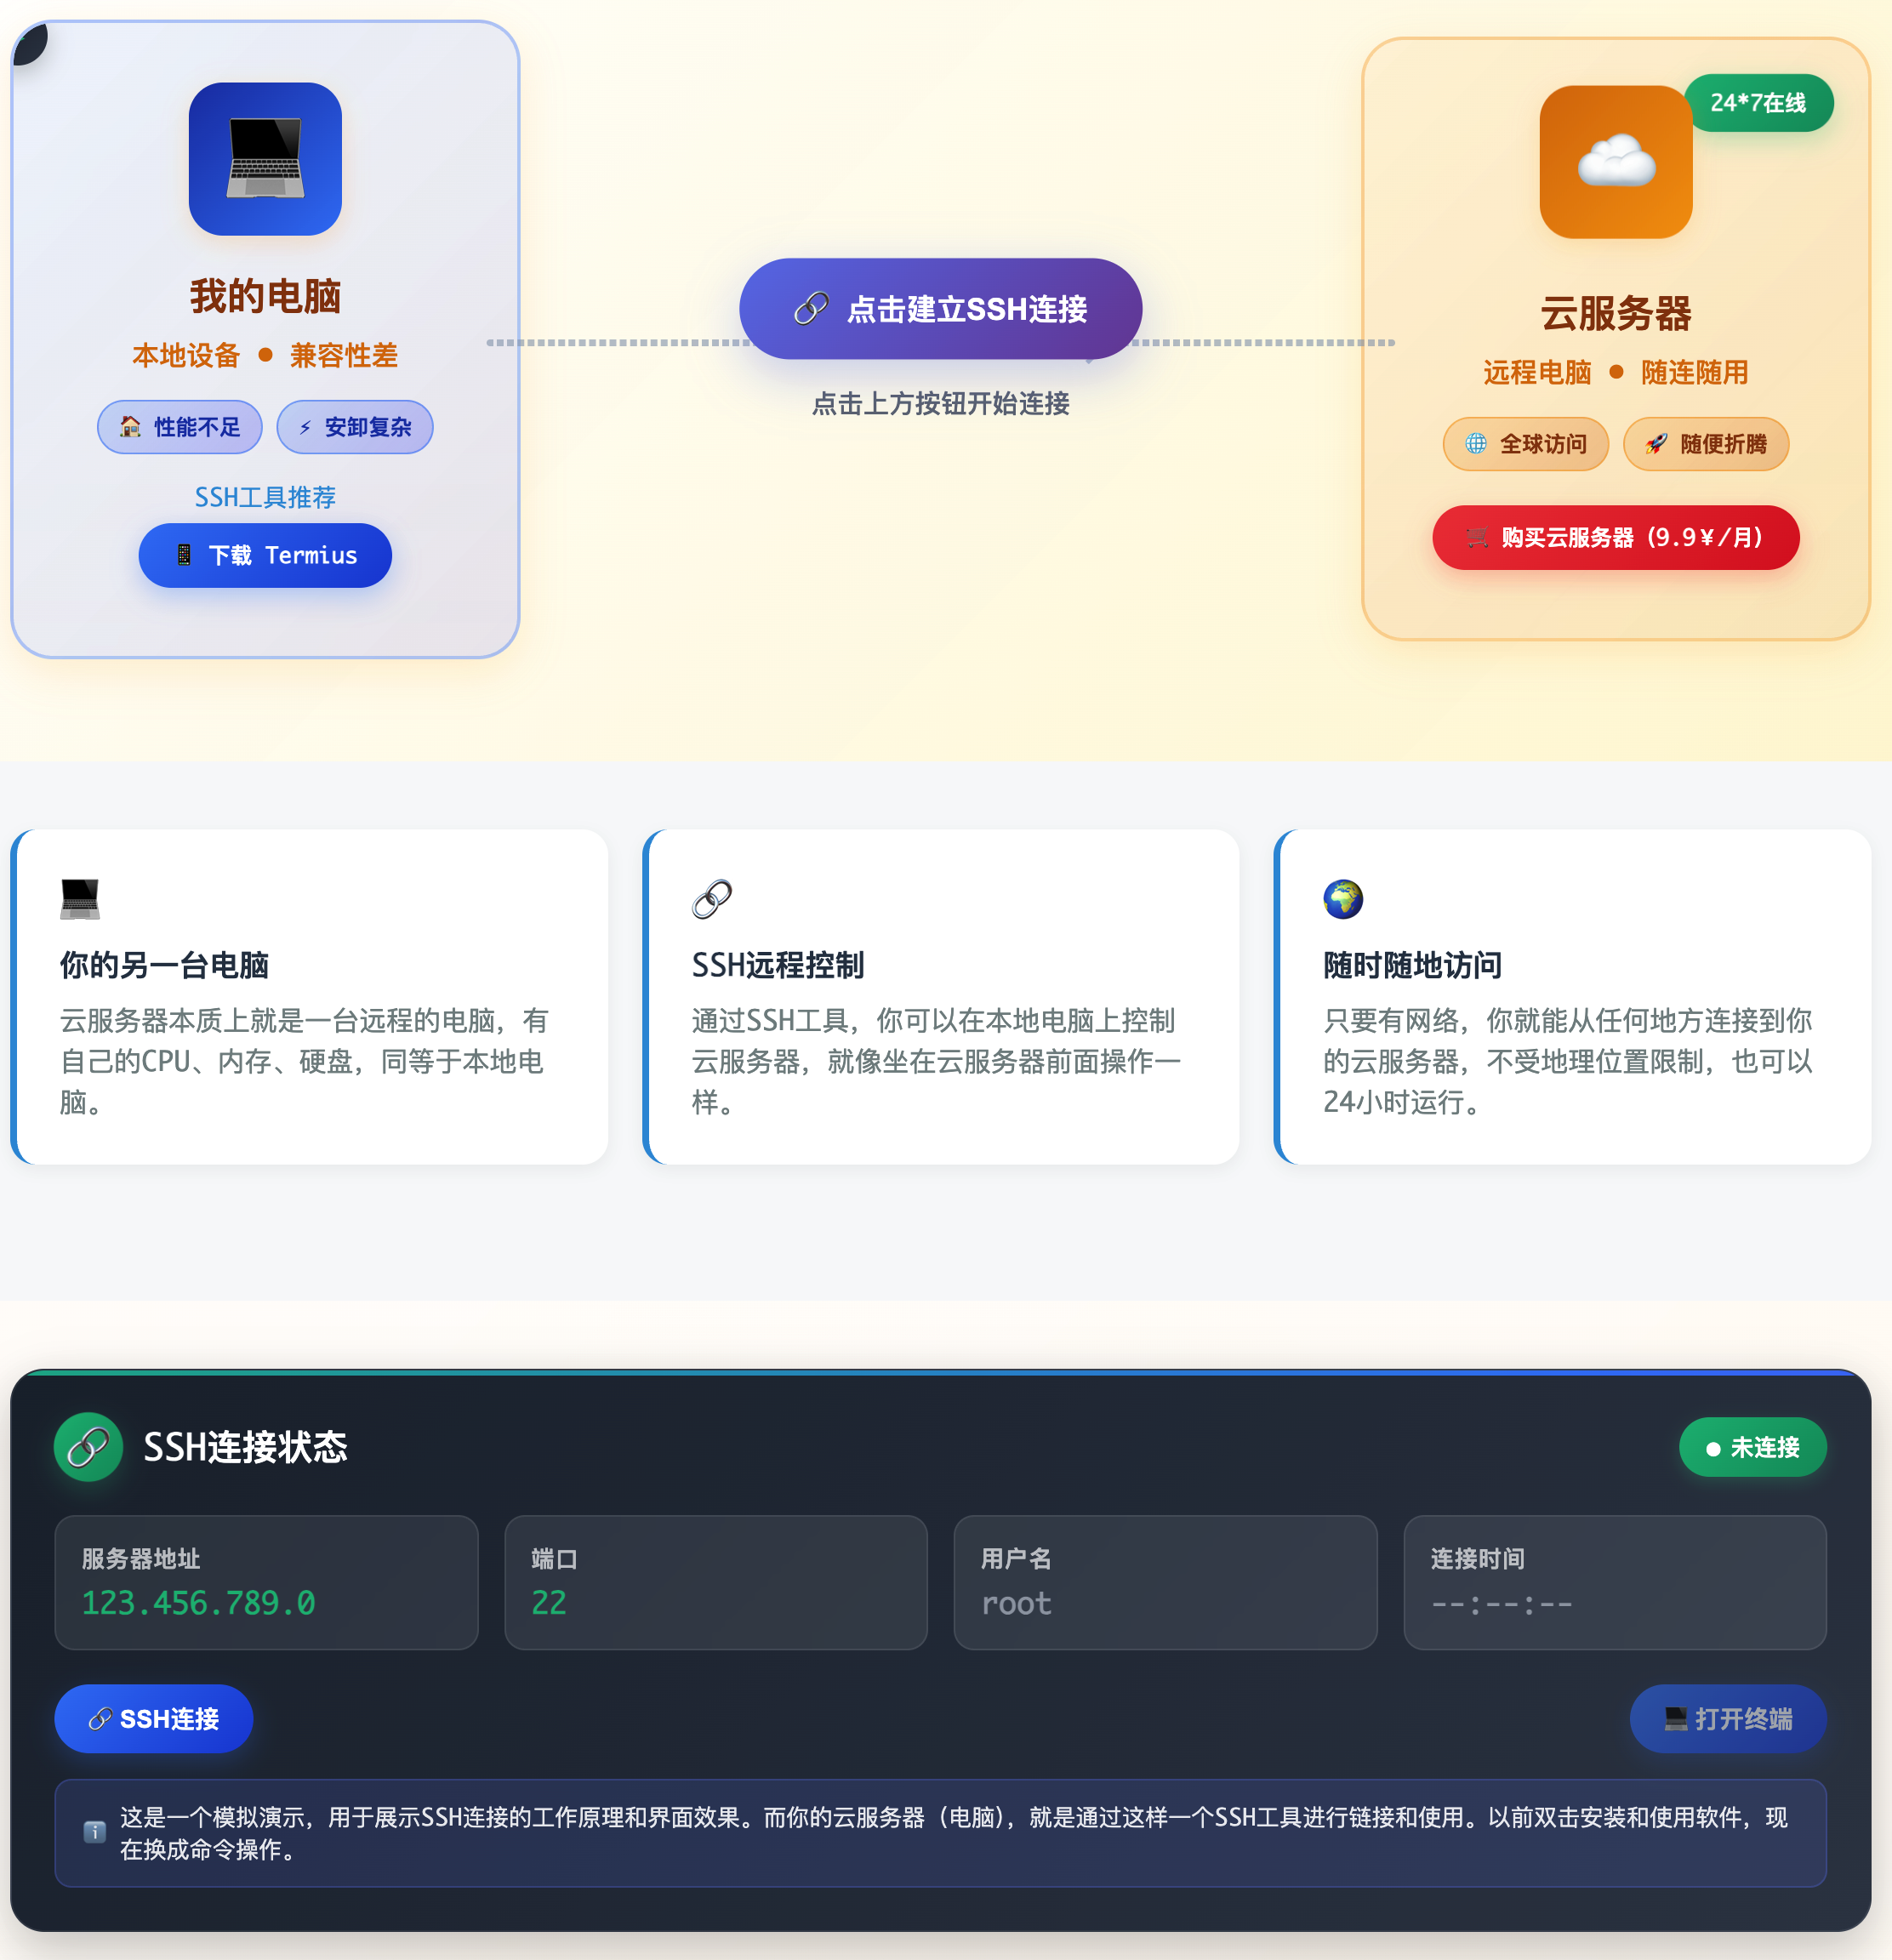 我的电脑
本地设备 ● 兼容性差
性能不足
安卸复杂
SSH工具推荐
下载 Termius
点击建立SSH连接
点击上方按钮开始连接
24*7在线
云服务器
远程电脑 ● 随连随用
全球访问
随便折腾
购买云服务器（9.9¥/月）
你的另一台电脑
云服务器本质上就是一台远程的电脑，有
自己的CPU、内存、硬盘，同等于本地电
脑。
SSH远程控制
通过SSH工具，你可以在本地电脑上控制
云服务器，就像坐在云服务器前面操作一
样。
随时随地访问
只要有网络，你就能从任何地方连接到你
的云服务器，不受地理位置限制，也可以
24小时运行。
SSH连接状态
● 未连接
服务器地址
123.456.789.0
端口
22
用户名
root
连接时间
--:--:--
SSH连接
打开终端
这是一个模拟演示，用于展示SSH连接的工作原理和界面效果。而你的云服务器（电脑），就是通过这样一个SSH工具进行链接和使用。以前双击安装和使用软件，现
在换成命令操作。